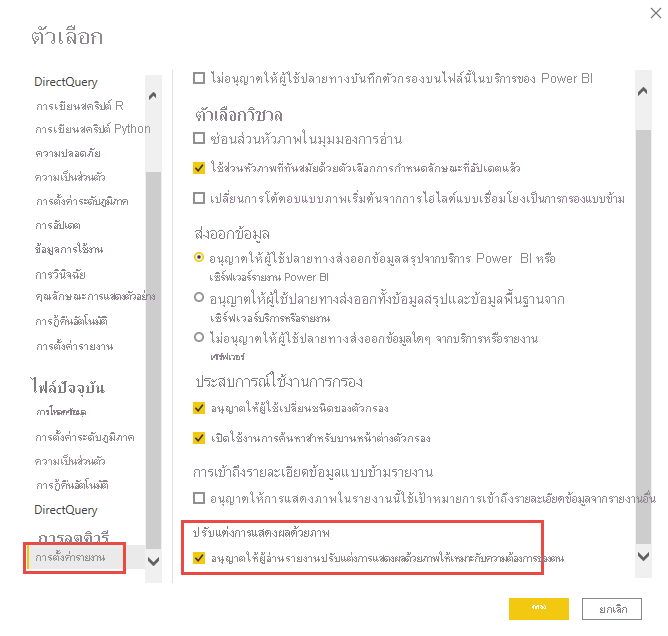 ตัวเลือก
DirectQuery
การเขียนสคริปต์ R
การเขียนสคริปต์ Python
ความปลอดภัย
ความเป็นส่วนตัว
การตั้งค่าระดับภูมิภาค
การอัปเดต
ข้อมูลการใช้งาน
การวินิจฉัย
คุณลักษณะการแสดงตัวอย่าง
การกู้คืนอัตโนมัติ
การตั้งค่ารายงาน
ไฟล์ปัจจุบัน
การโหลดข้อมูล
การตั้งค่าระดับภูมิภาค
ความเป็นส่วนตัว
การกู้คืนอัตโนมัติ
DirectQuery
การตั้งค่ารายงาน
ไม่อนุญาตให้ผู้ใช้ปลายทางบันทึกตัวกรองบนไฟล์นี้ในบริการของ Power BI
ตัวเลือกวิชวล
ซ่อนส่วนหัวภาพในมุมมองการอ่าน
ใช้ส่วนหัวภาพที่ทันสมัยด้วยตัวเลือกการกำหนดลักษณะที่อัปเดตแล้ว
เปลี่ยนการโต้ตอบแบบภาพเริ่มต้นจากการไฮไลต์แบบเชื่อมโยงเป็นการกรองแบบข้าม
ส่งออกข้อมูล
อนุญาตให้ผู้ใช้ปลายทางส่งออกข้อมูลสรุปจากบริการ Power BI หรือ
เซิร์ฟเวอร์รายงาน Power BI
อนุญาตให้ผู้ใช้ปลายทางส่งออกทั้งข้อมูลสรุปและข้อมูลพื้นฐานจาก
เซิร์ฟเวอร์บริการหรือรายงาน
ไม่อนุญาตให้ผู้ใช้ปลายทางส่งออกข้อมูลใดๆ จากบริการหรือรายงาน
เซิร์ฟเวอร์
ประสบการณ์ใช้งานการกรอง
อนุญาตให้ผู้ใช้เปลี่ยนชนิดของตัวกรอง
เปิดใช้งานการค้นหาสำหรับบานหน้าต่างตัวกรอง
การเข้าถึงรายละเอียดข้อมูลแบบข้ามรายงาน
อนุญาตให้การแสดงภาพในรายงานนี้ใช้เป้าหมายการเข้าถึงรายละเอียดข้อมูลจากรายงานอื่น
ปรับแต่งการแสดงผลด้วยภาพ
อนุญาตให้ผู้อ่านรายงานปรับแต่งการแสดงผลด้วยภาพให้เหมาะกับความต้องการของตน
ตกลง
ยกเลิก